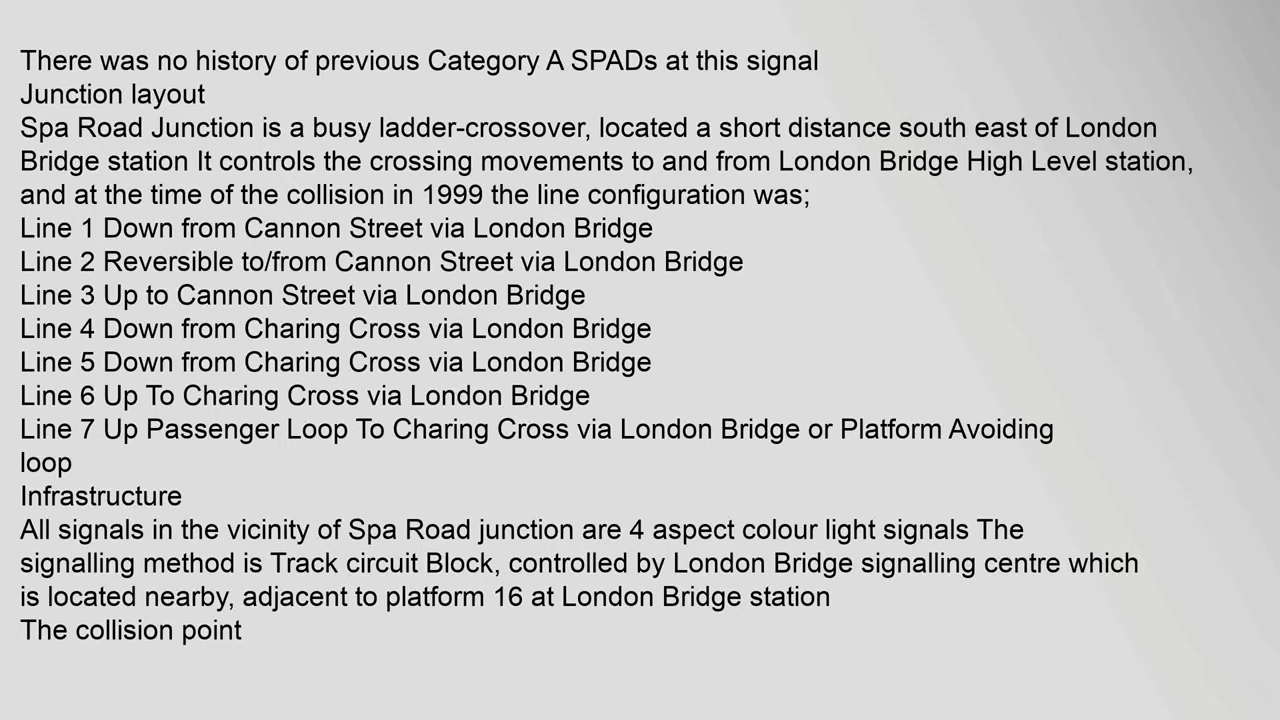 There was no history of previous Category A SPADs at this signal
Junction layout
Spa Road Junction is a busy ladder-crossover, located a short distance south east of London
Bridge station It controls the crossing movements to and from London Bridge High Level station,
and at the time of the collision in 1999 the line configuration was;
Line 1 Down from Cannon Street via London Bridge
Line 2 Reversible to/from Cannon Street via London Bridge
Line 3 Up to Cannon Street via London Bridge
Line 4 Down from Charing Cross via London Bridge
Line 5 Down from Charing Cross via London Bridge
Line 6 Up To Charing Cross via London Bridge
Line 7 Up Passenger Loop To Charing Cross via London Bridge or Platform Avoiding
loop
Infrastructure
All signals in the vicinity of Spa Road junction are 4 aspect colour light signals The
signalling method is Track circuit Block, controlled by London Bridge signalling centre which
is located nearby, adjacent to platform 16 at London Bridge station
The collision point